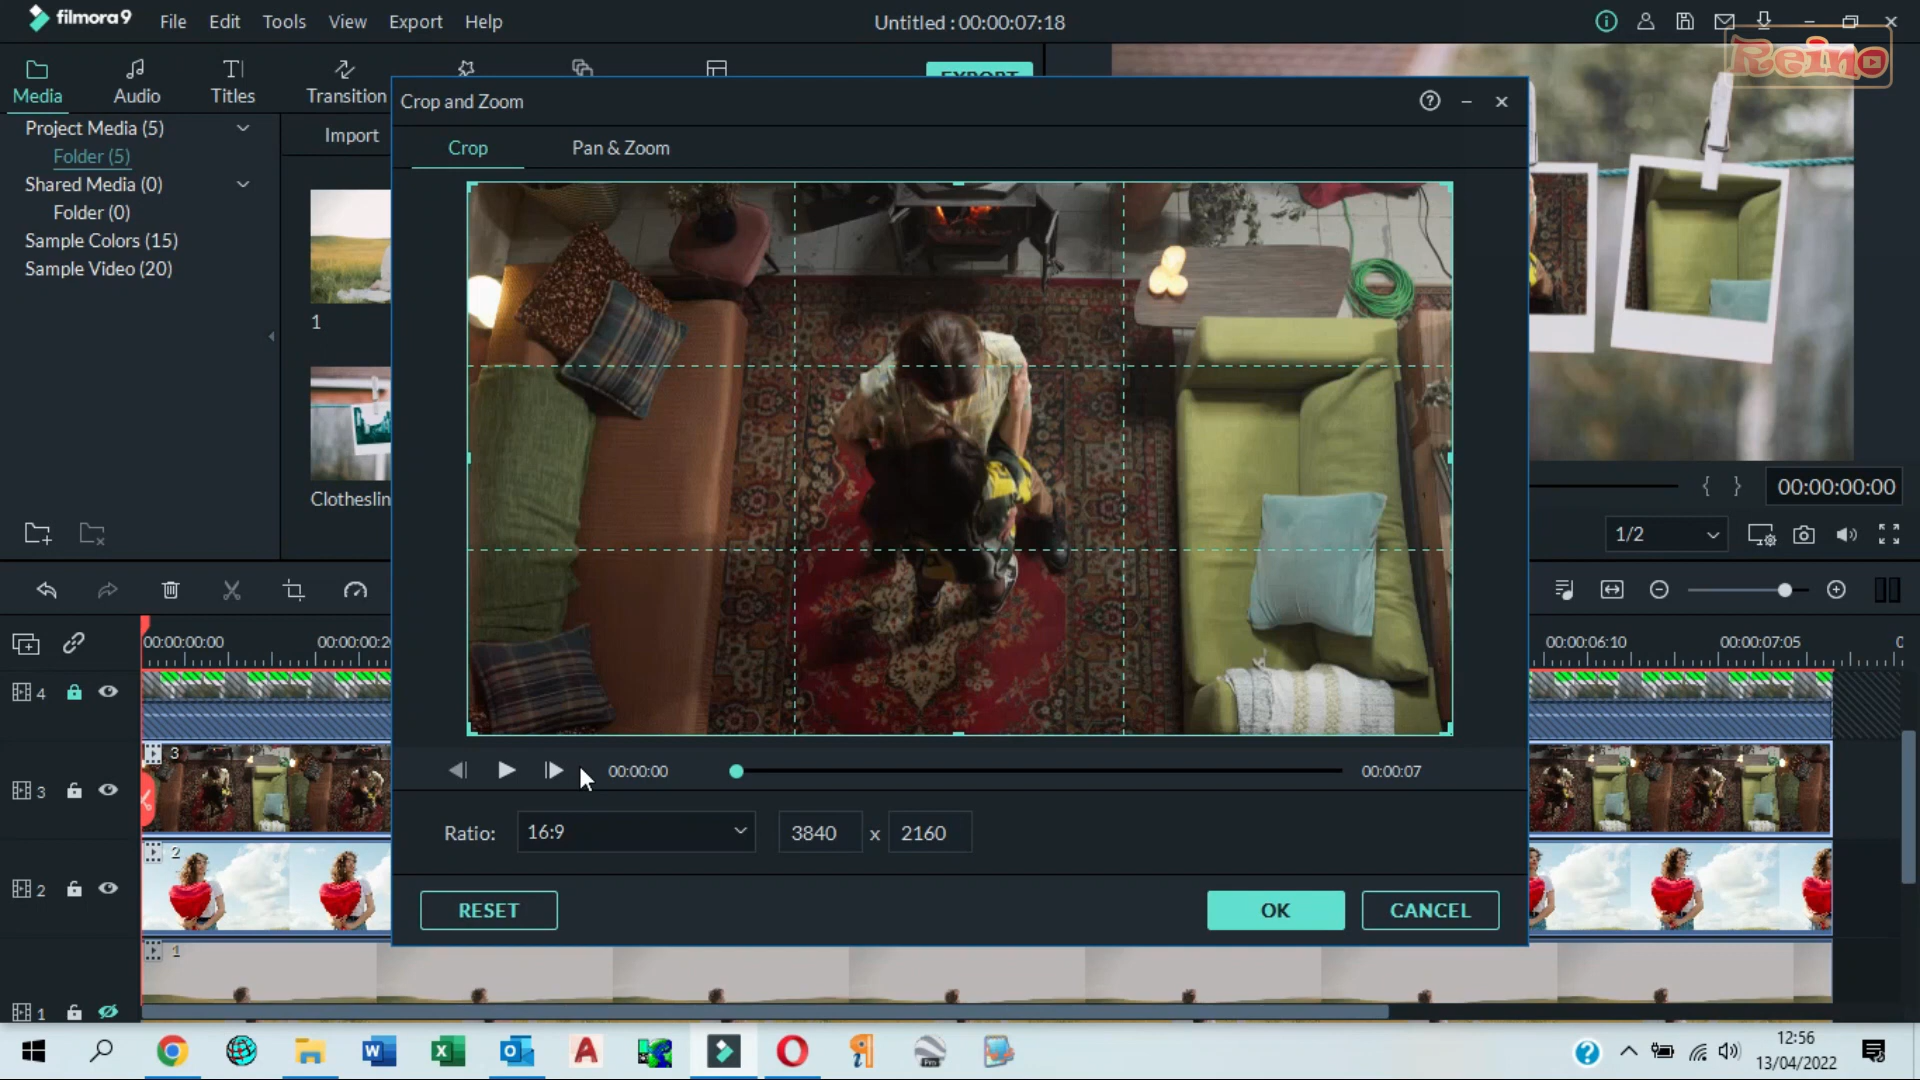 filmora9 File Edit Tools View Export Help
Untitled : 00:00:07:18
Reino
Media Audio Titles Transition
EXPORT
Project Media (5)
Folder (5)
Shared Media (0)
Folder (0)
Sample Colors (15)
Sample Video (20)
Import
1
Clotheslin
Crop and Zoom
Crop Pan & Zoom
00:00:00 00:00:07
Ratio: 16:9 3840 x 2160
RESET OK CANCEL
00:00:00:00
1/2
00:00:00:00 00:00:00:20 00:00:06:10 00:00:07:05 0
4
3 3
2 2
1 1
12:56
13/04/2022